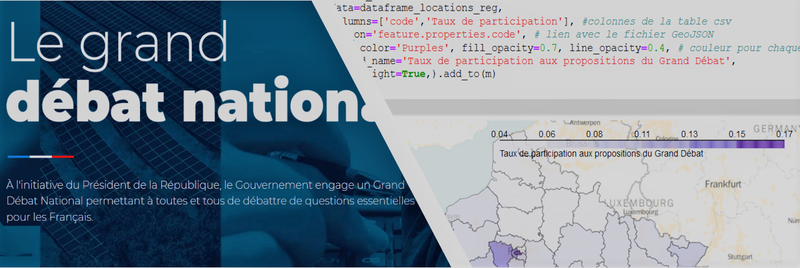 Le grand
débat nationa
À l'initiative du Président de la République, le Gouvernement engage un Grand
Débat National permettant à toutes et tous de débattre de questions essentielles
pour les Français.
ata=dataframe_locations_reg,
lumns=['code','Taux de participation'], #colonnes de la table csv
on='feature.properties.code', # lien avec le fichier GeoJSON
color='Purples', fill_opacity=0.7, line_opacity=0.4, # couleur pour chaque
_name='Taux de participation aux propositions du Grand Débat',
ight=True,).add_to(m)
Antwerpen
GERMANY
Cologne
0.04 0.06 0.08 0.11 0.13 0.15 0.17
Taux de participation aux propositions du Grand Débat
Frankfurt
LUXEMBOURG
Luxembourg
Stuttgart